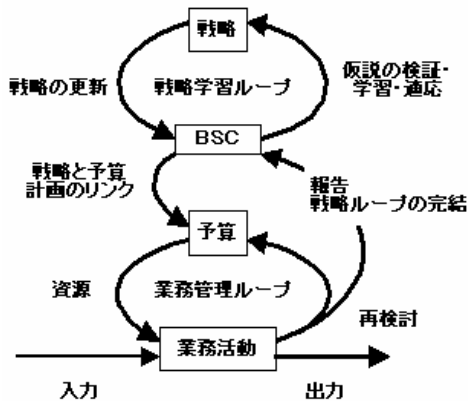 戦略
戦略の更新
戦略学習ループ
仮説の検証・
学習・適応
BSC
戦略と予算
計画のリンク
報告
戦略ループの完結
予算
資源
業務管理ループ
再検討
業務活動
入力
出力